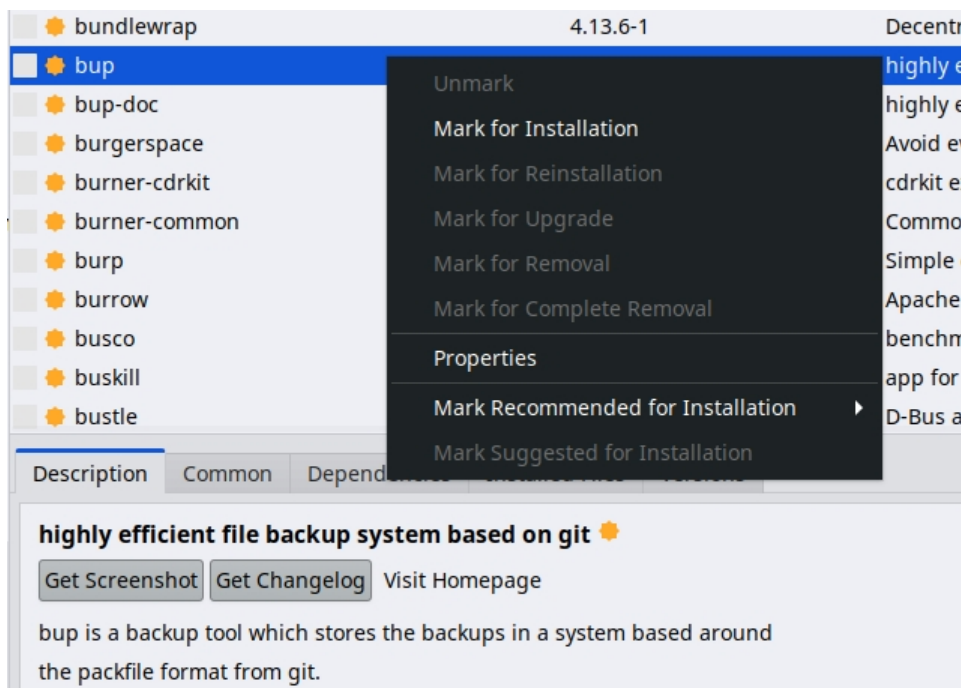 bundlewrap 4.13.6-1 Decentr
bup highly e
bup-doc highly e
burgerspace Avoid e
burner-cdrkit cdrkit e
burner-common Commo
burp Simple
burrow Apache
busco benchm
buskill app for
bustle D-Bus a
Unmark
Mark for Installation
Mark for Reinstallation
Mark for Upgrade
Mark for Removal
Mark for Complete Removal
Properties
Mark Recommended for Installation
Mark Suggested for Installation
Description Common Dependencies Installed Files Versions
highly efficient file backup system based on git
Get Screenshot Get Changelog Visit Homepage
bup is a backup tool which stores the backups in a system based around
the packfile format from git.